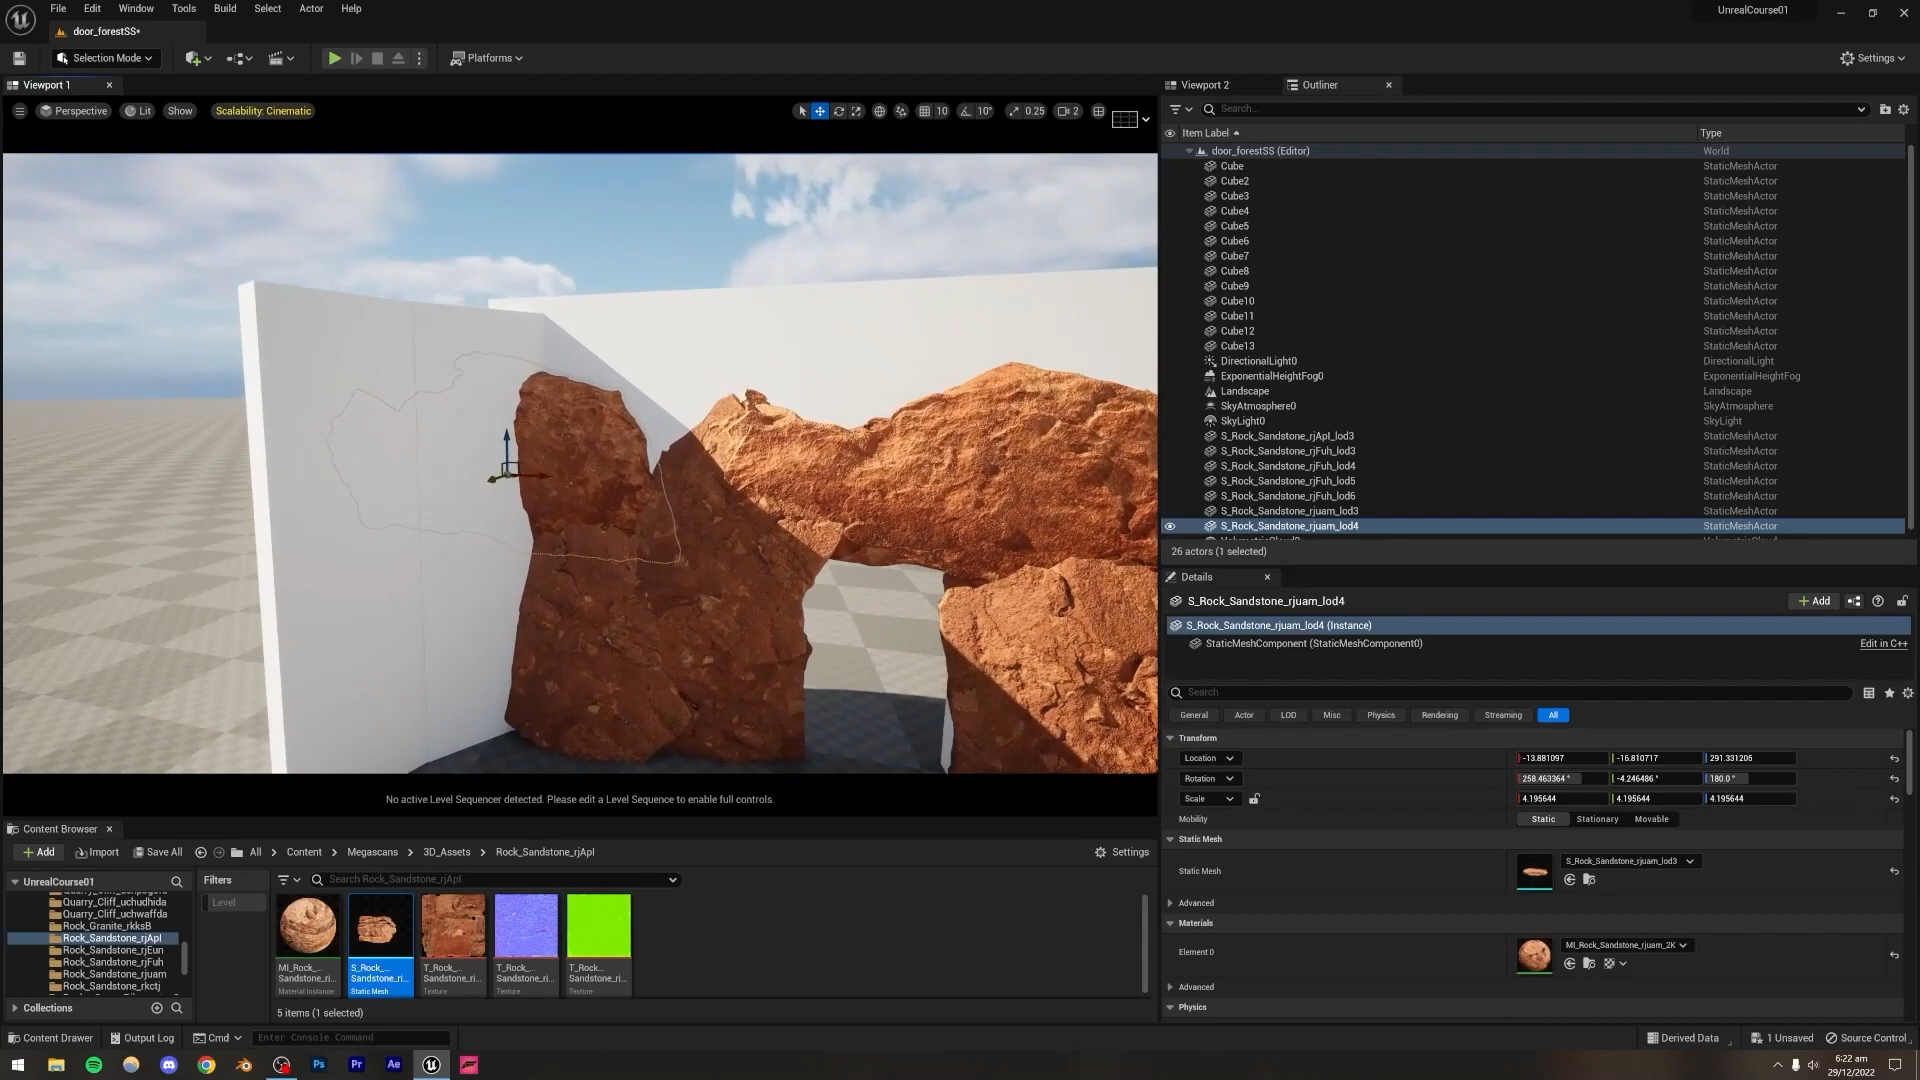 File Edit Window Tools Build Select Actor Help
UnrealCourse01
door_forestSS*
Selection Mode
Platforms
Settings
Viewport 1
Perspective Lit Show Scalability: Cinematic
10 10° 0.25 2
No active Level Sequencer detected. Please edit a Level Sequence to enable full controls.
Viewport 2 Outliner
Search...
Item Label Type
door_forestSS (Editor) World
Cube StaticMeshActor
Cube2 StaticMeshActor
Cube3 StaticMeshActor
Cube4 StaticMeshActor
Cube5 StaticMeshActor
Cube6 StaticMeshActor
Cube7 StaticMeshActor
Cube8 StaticMeshActor
Cube9 StaticMeshActor
Cube10 StaticMeshActor
Cube11 StaticMeshActor
Cube12 StaticMeshActor
Cube13 StaticMeshActor
DirectionalLight0 DirectionalLight
ExponentialHeightFog0 ExponentialHeightFog
Landscape Landscape
SkyAtmosphere0 SkyAtmosphere
SkyLight0 SkyLight
S_Rock_Sandstone_rjApI_lod3 StaticMeshActor
S_Rock_Sandstone_rjFuh_lod3 StaticMeshActor
S_Rock_Sandstone_rjFuh_lod4 StaticMeshActor
S_Rock_Sandstone_rjFuh_lod5 StaticMeshActor
S_Rock_Sandstone_rjFuh_lod6 StaticMeshActor
S_Rock_Sandstone_rjuam_lod3 StaticMeshActor
S_Rock_Sandstone_rjuam_lod4 StaticMeshActor
26 actors (1 selected)
Details
S_Rock_Sandstone_rjuam_lod4
Add
S_Rock_Sandstone_rjuam_lod4 (Instance)
StaticMeshComponent (StaticMeshComponent0) Edit in C++
Search
General Actor LOD Misc Physics Rendering Streaming All
Transform
Location -13.881097 -16.810717 291.331205
Rotation 258.463364 ° -4.246486 ° 180.0 °
Scale 4.195644 4.195644 4.195644
Mobility Static Stationary Movable
Static Mesh
Static Mesh S_Rock_Sandstone_rjuam_lod3
Advanced
Materials
Element 0 MI_Rock_Sandstone_rjuam_2K
Advanced
Physics
Content Browser
Add Import Save All All Content Megascans 3D_Assets Rock_Sandstone_rjApI Settings
UnrealCourse01
Quarry_Cliff_uchudhida
Quarry_Cliff_uchwaffda
Rock_Granite_rkksB
Rock_Sandstone_rjApI
Rock_Sandstone_rjEun
Rock_Sandstone_rjFuh
Rock_Sandstone_rjuam
Rock_Sandstone_rkctj
Collections
Filters
Level
Search Rock_Sandstone_rjApI
MI_Rock_... S_Rock_... T_Rock_... T_Rock_... T_Rock_...
Sandstone_ri... Sandstone_ri... Sandstone_ri... Sandstone_ri... Sandstone_ri...
Material Instance Static Mesh Texture Texture Texture
5 items (1 selected)
Content Drawer Output Log Cmd Enter Console Command
Derived Data 1 Unsaved Source Control
Ps Pr Ae
6:22 am
29/12/2022